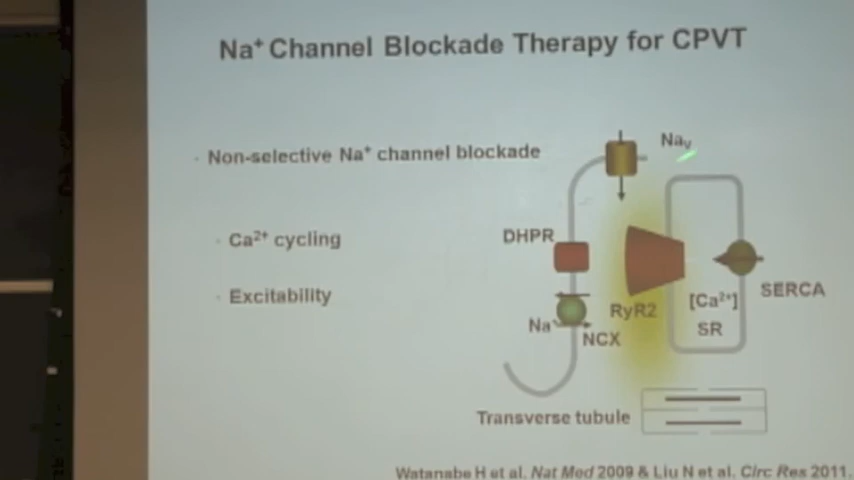 Na⁺ Channel Blockade Therapy for CPVT
Non-selective Na⁺ channel blockade
Ca²⁺ cycling
Excitability
Naᵥ
DHPR
RyR2
[Ca²⁺]
SR
SERCA
Na
NCX
Transverse tubule
Watanabe H et al. Nat Med 2009 & Liu N et al. Circ Res 2011.